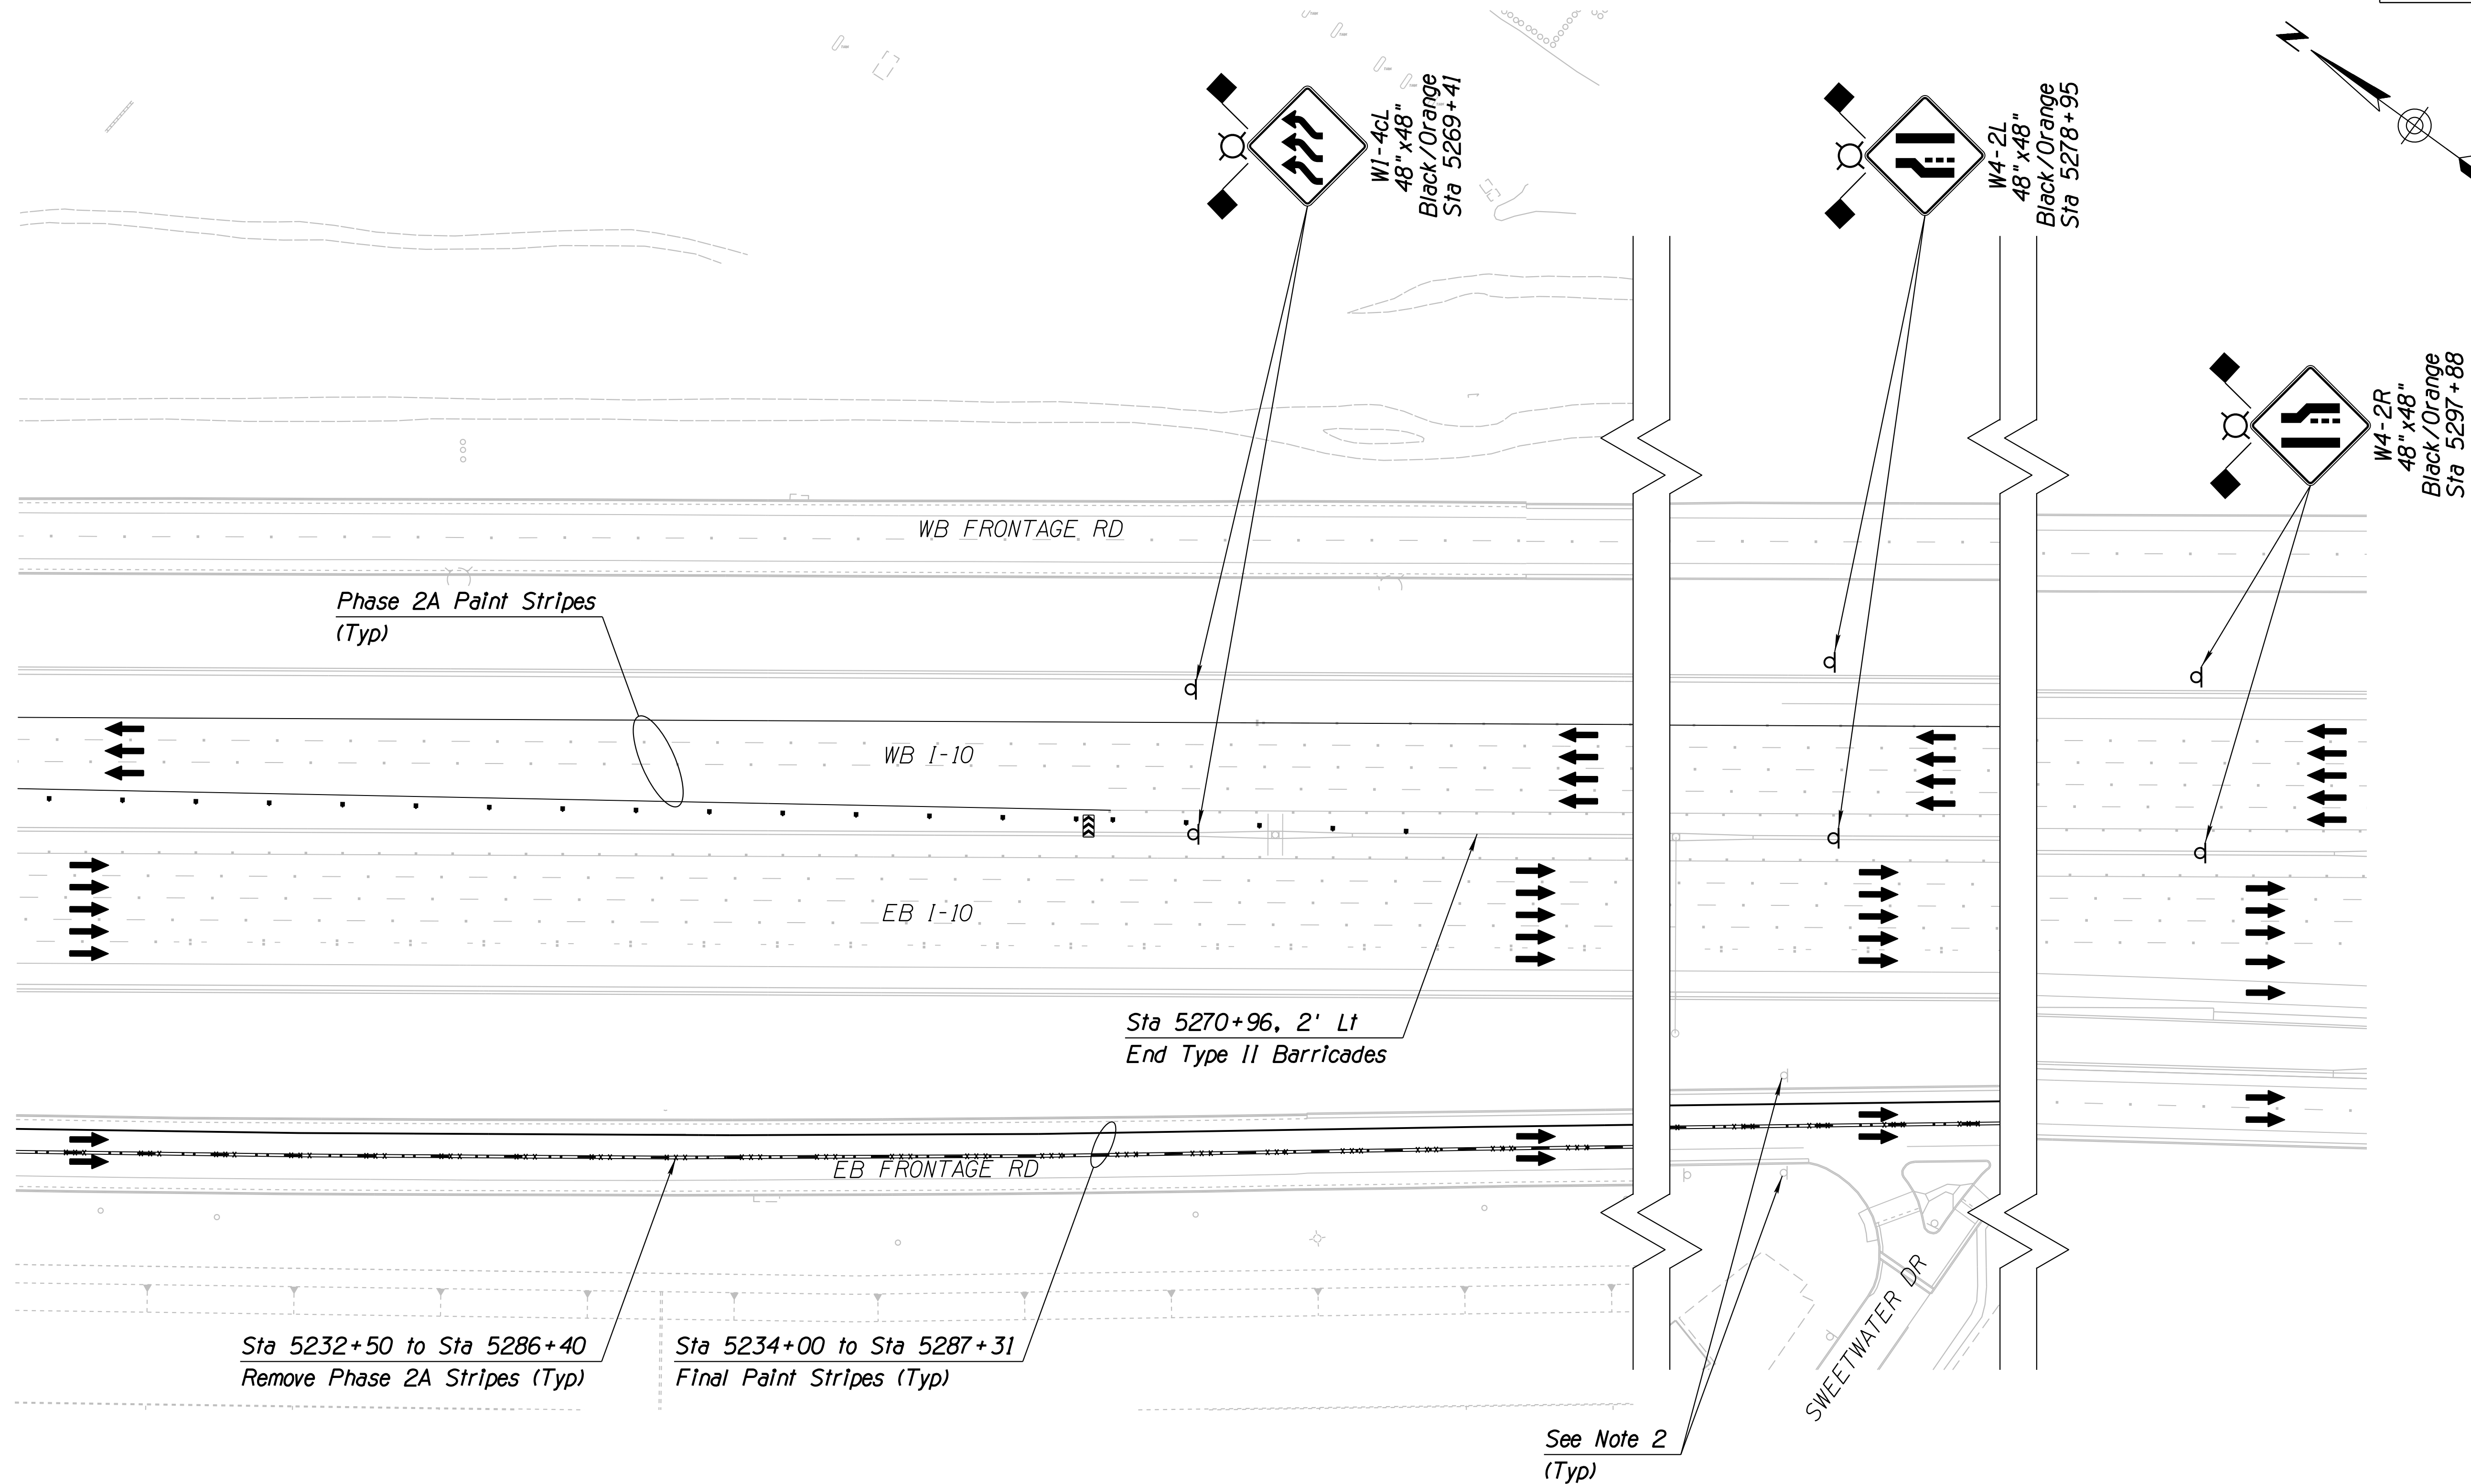 N
W1-4cL
48"x48"
Black/Orange
Sta 5269+41
W4-2L
48"x48"
Black/Orange
Sta 5278+95
W4-2R
48"x48"
Black/Orange
Sta 5297+88
WB FRONTAGE RD
Phase 2A Paint Stripes
(Typ)
WB I-10
EB I-10
Sta 5270+96, 2' Lt
End Type II Barricades
EB FRONTAGE RD
Sta 5232+50 to Sta 5286+40
Remove Phase 2A Stripes (Typ)
Sta 5234+00 to Sta 5287+31
Final Paint Stripes (Typ)
SWEETWATER DR
See Note 2
(Typ)